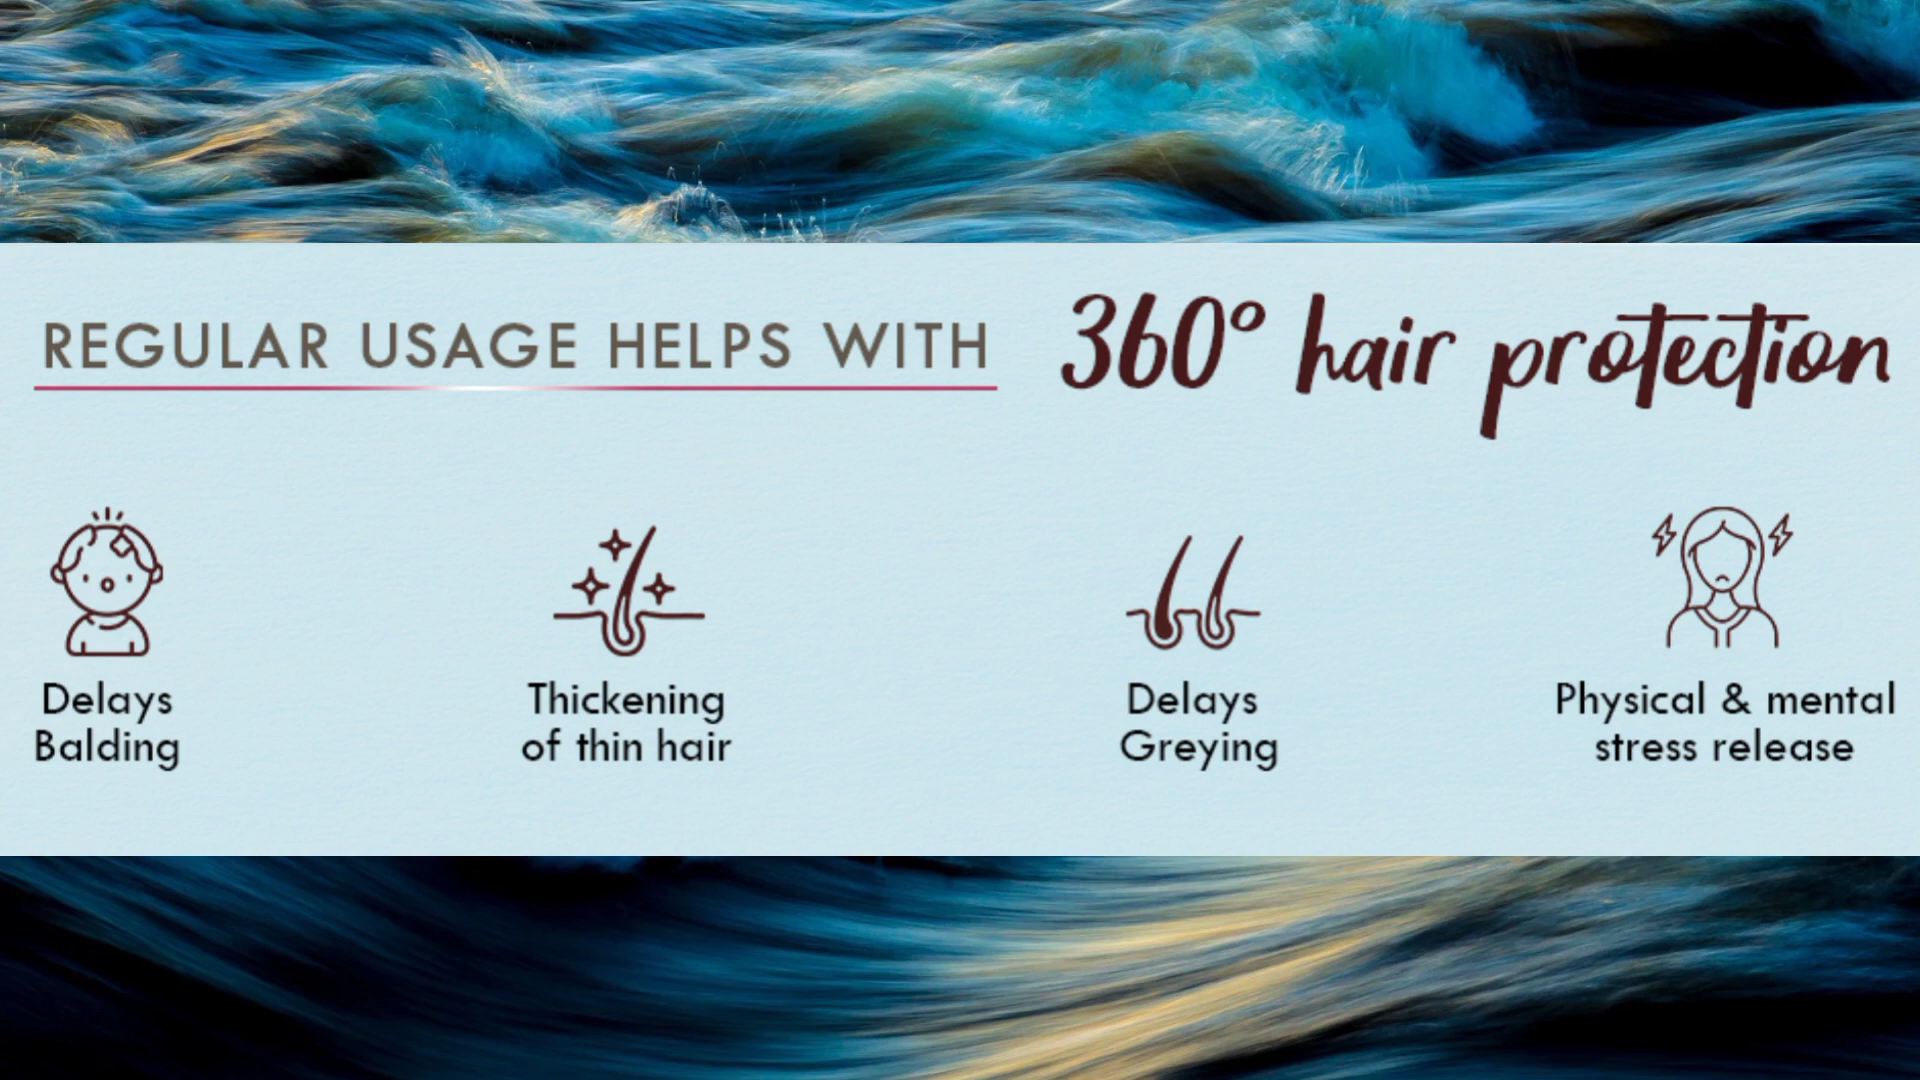 REGULAR USAGE HELPS WITH 360° hair protection
Delays
Balding
Thickening
of thin hair
Delays
Greying
Physical & mental
stress release